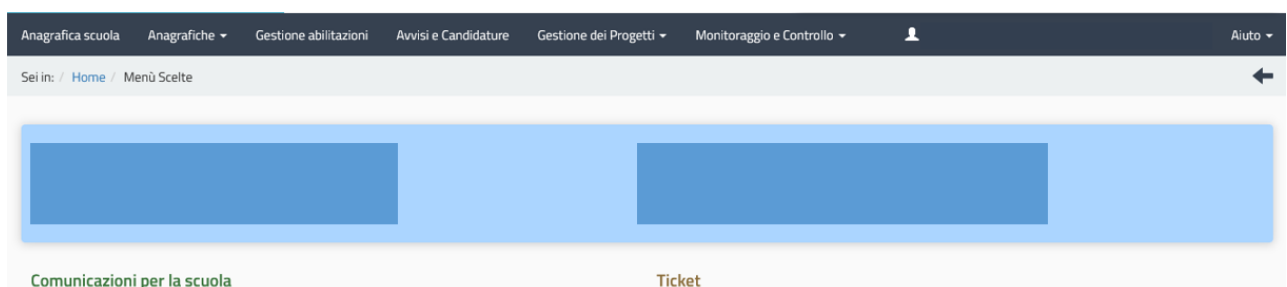 Anagrafica scuola Anagrafiche Gestione abilitazioni Avvisi e Candidature Gestione dei Progetti Monitoraggio e Controllo Aiuto
Sei in: / Home / Menù Scelte
Comunicazioni per la scuola
Ticket